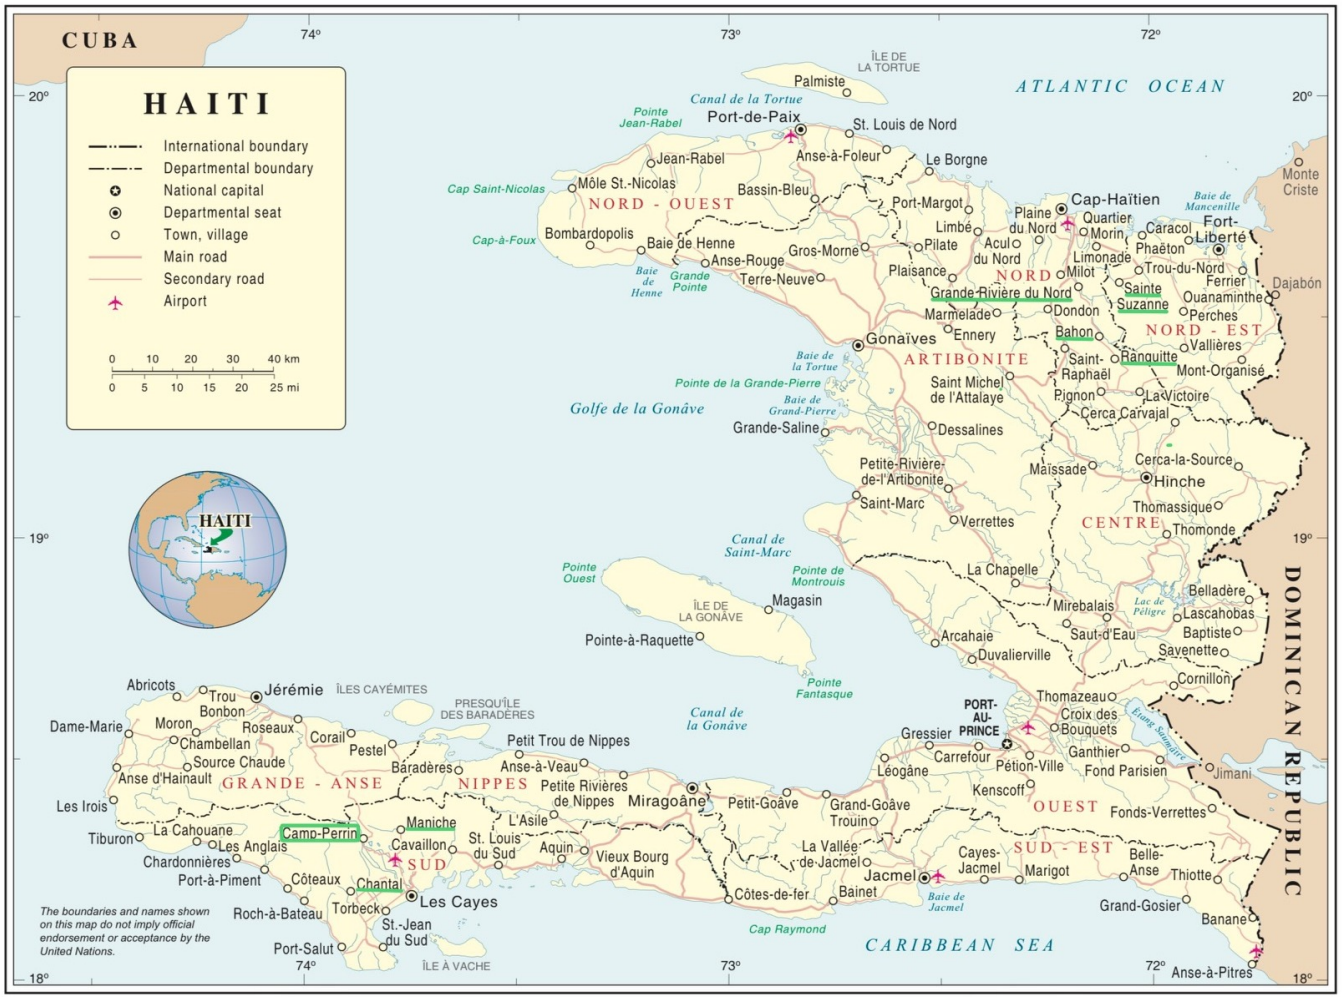 CUBA
74°
73°
72°
20°
HAITI
International boundary
Departmental boundary
National capital
Departmental seat
Town, village
Main road
Secondary road
Airport
0 10 20 30 40 km
0 5 10 15 20 25 mi
ÎLE DE
LA TORTUE
Palmiste
ATLANTIC OCEAN
20°
Canal de la Tortue
Pointe
Jean-Rabel
Port-de-Paix
St. Louis de Nord
Anse-à-Foleur
Le Borgne
Jean-Rabel
Monte
Criste
Cap Saint-Nicolas
Môle St.-Nicolas
Bassin-Bleu
NORD - OUEST
Port-Margot
Cap-Haïtien
Baie de
Mancenille
Plaine
du Nord
Quartier
Morin
Caracol
Fort-
Liberté
Limbé
Cap-à-Foux
Bombardopolis
Baie de Henne
Anse-Rouge
Gros-Morne
Pilate
Acul
du Nord
Limonade
Phaëton
Baie
de
Henne
Grande
Pointe
Terre-Neuve
Plaisance
NORD
Milot
Trou-du-Nord
Ferrier
Dajabón
Grande-Rivière du Nord
Sainte
Suzanne
Ouanaminthe
Marmelade
Dondon
Perches
Ennery
Bahon
NORD - EST
Gonaïves
Vallières
Baie de
la Tortue
ARTIBONITE
Saint-
Raphaël
Ranquitte
Mont-Organisé
Pointe de la Grande-Pierre
Saint Michel
de l'Attalaye
Pignon
La Victoire
Golfe de la Gonâve
Baie de
Grand-Pierre
Cerca Carvajal
Grande-Saline
Dessalines
Petite-Rivière-
de-l'Artibonite
Maïssade
Cerca-la-Source
Hinche
Saint-Marc
Thomassique
HAITI
Verrettes
CENTRE
Thomonde
19°
19°
Canal de
Saint-Marc
Pointe
Ouest
Pointe de
Montrouis
La Chapelle
Belladère
ÎLE DE
LA GONÂVE
Magasin
Mirebalais
Lac de
Péligre
Lascahobas
Pointe-à-Raquette
Arcahaie
Saut-d'Eau
Baptiste
Duvalierville
Savenette
DOMINICAN REPUBLIC
Pointe
Fantasque
Cornillon
Abricots
Trou
Bonbon
Jérémie
ÎLES CAYÉMITES
Thomazeau
PRESQU'ÎLE
DES BARADÈRES
Canal de
la Gonâve
PORT-
AU-
PRINCE
Croix des
Bouquets
Étang Saumâtre
Dame-Marie
Moron
Roseaux
Corail
Chambellan
Pestel
Petit Trou de Nippes
Gressier
Carrefour
Ganthier
Source Chaude
Baradères
Anse-à-Veau
Léogâne
Pétion-Ville
Fond Parisien
Jimani
Anse d'Hainault
GRANDE - ANSE
NIPPES
Petite Rivières
de Nippes
Miragoâne
Petit-Goâve
Grand-Goâve
Kenscoff
OUEST
Fonds-Verrettes
Les Irois
Trouin
L'Asile
Tiburon
La Cahouane
Camp-Perrin
Maniche
Les Anglais
Cavaillon
St. Louis
du Sud
Aquin
Vieux Bourg
d'Aquin
La Vallée
de-Jacmel
SUD - EST
Chardonnières
SUD
Cayes-
Jacmel
Marigot
Belle-
Anse
Port-à-Piment
Côteaux
Chantal
Jacmel
Thiotte
Côtes-de-fer
Bainet
Les Cayes
Baie de
Jacmel
Grand-Gosier
Roch-à-Bateau
Torbeck
St.-Jean
du Sud
Banane
Cap Raymond
CARIBBEAN SEA
The boundaries and names shown
on this map do not imply official
endorsement or acceptance by the
United Nations.
Port-Salut
ÎLE À VACHE
Anse-à-Pitres
18°
74°
73°
72°
18°